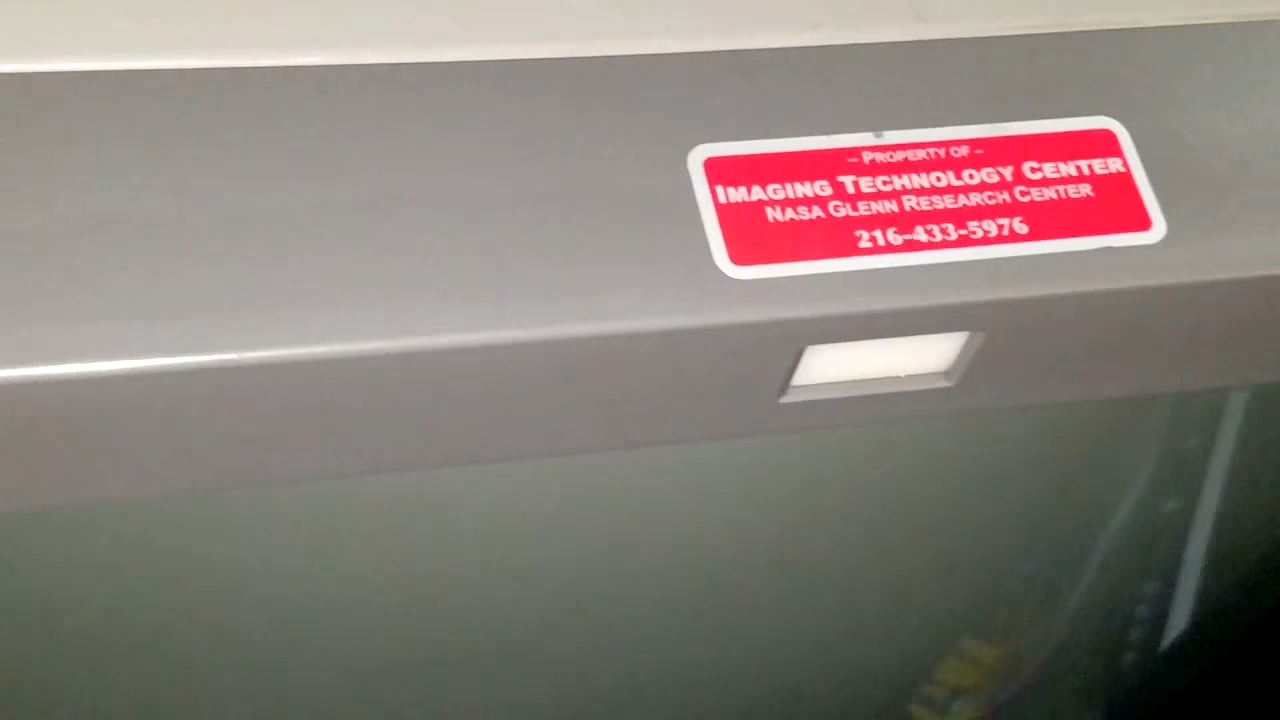 – PROPERTY OF –
IMAGING TECHNOLOGY CENTER
NASA GLENN RESEARCH CENTER
216-433-5976